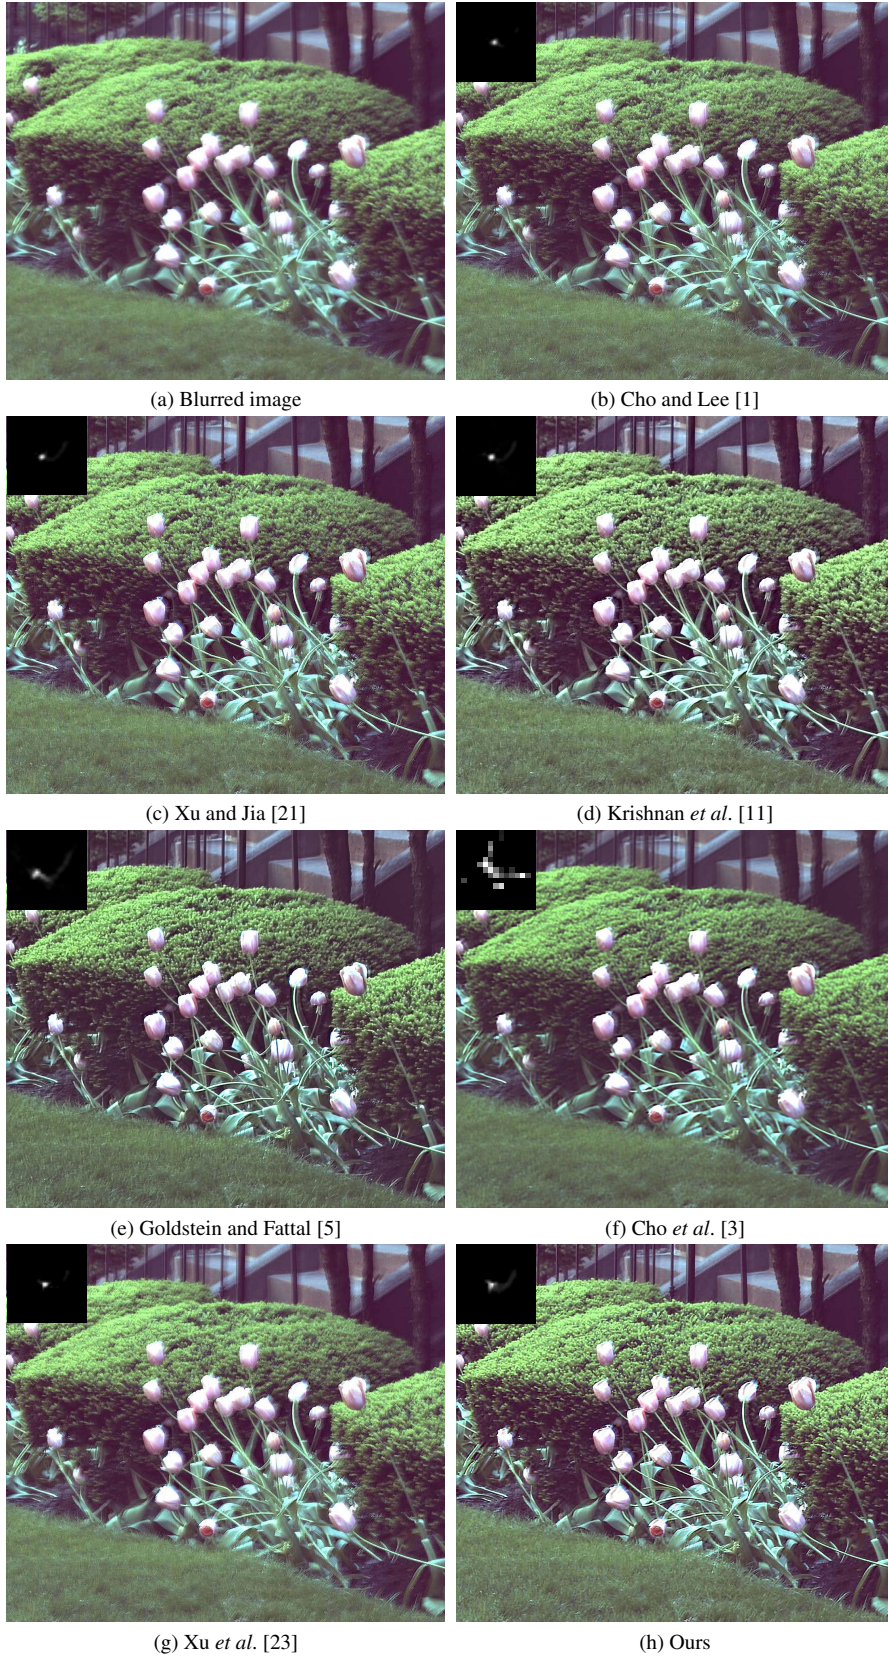 (a) Blurred image
(b) Cho and Lee [1]
(c) Xu and Jia [21]
(d) Krishnan et al. [11]
(e) Goldstein and Fattal [5]
(f) Cho et al. [3]
(g) Xu et al. [23]
(h) Ours